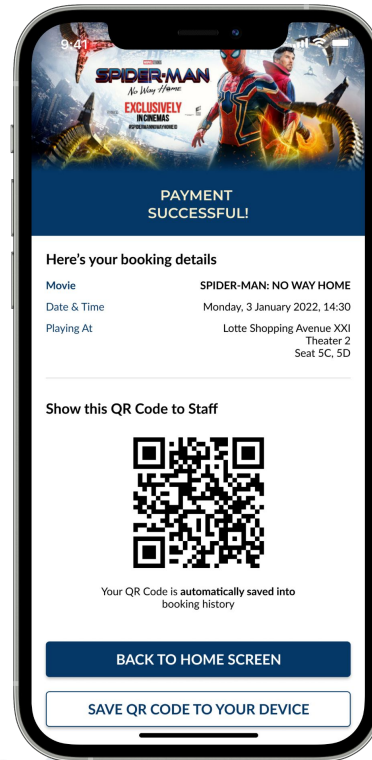 9:41
SPIDER-MAN
No Way Home
EXCLUSIVELY
IN CINEMAS
#SPIDERMANNOWAYHOMEID
PAYMENT
SUCCESSFUL!
Here's your booking details
Movie SPIDER-MAN: NO WAY HOME
Date & Time Monday, 3 January 2022, 14:30
Playing At Lotte Shopping Avenue XXI
Theater 2
Seat 5C, 5D
Show this QR Code to Staff
Your QR Code is automatically saved into
booking history
BACK TO HOME SCREEN
SAVE QR CODE TO YOUR DEVICE